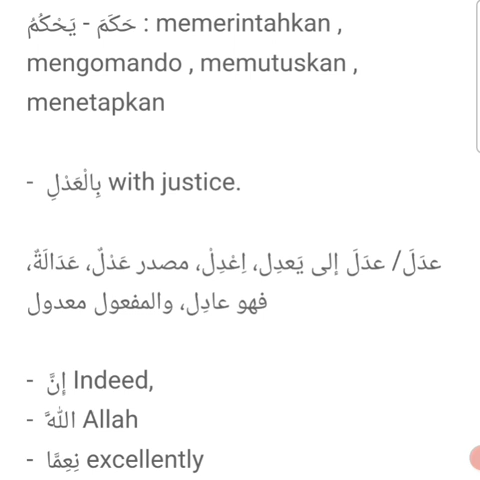 حَكَمَ - يَحْكُمُ : memerintahkan ,
mengomando , memutuskan ,
menetapkan
- بِالْعَدْلِ with justice.
عدَلَ/ عدَلَ إلى يَعدِل، اِعْدِلْ، مصدر عَدْلٌ، عَدَالَةٌ،
فهو عادِل، والمفعول معدول
- إِنَّ Indeed,
- اللَّهَ Allah
- نِعِمَّا excellently